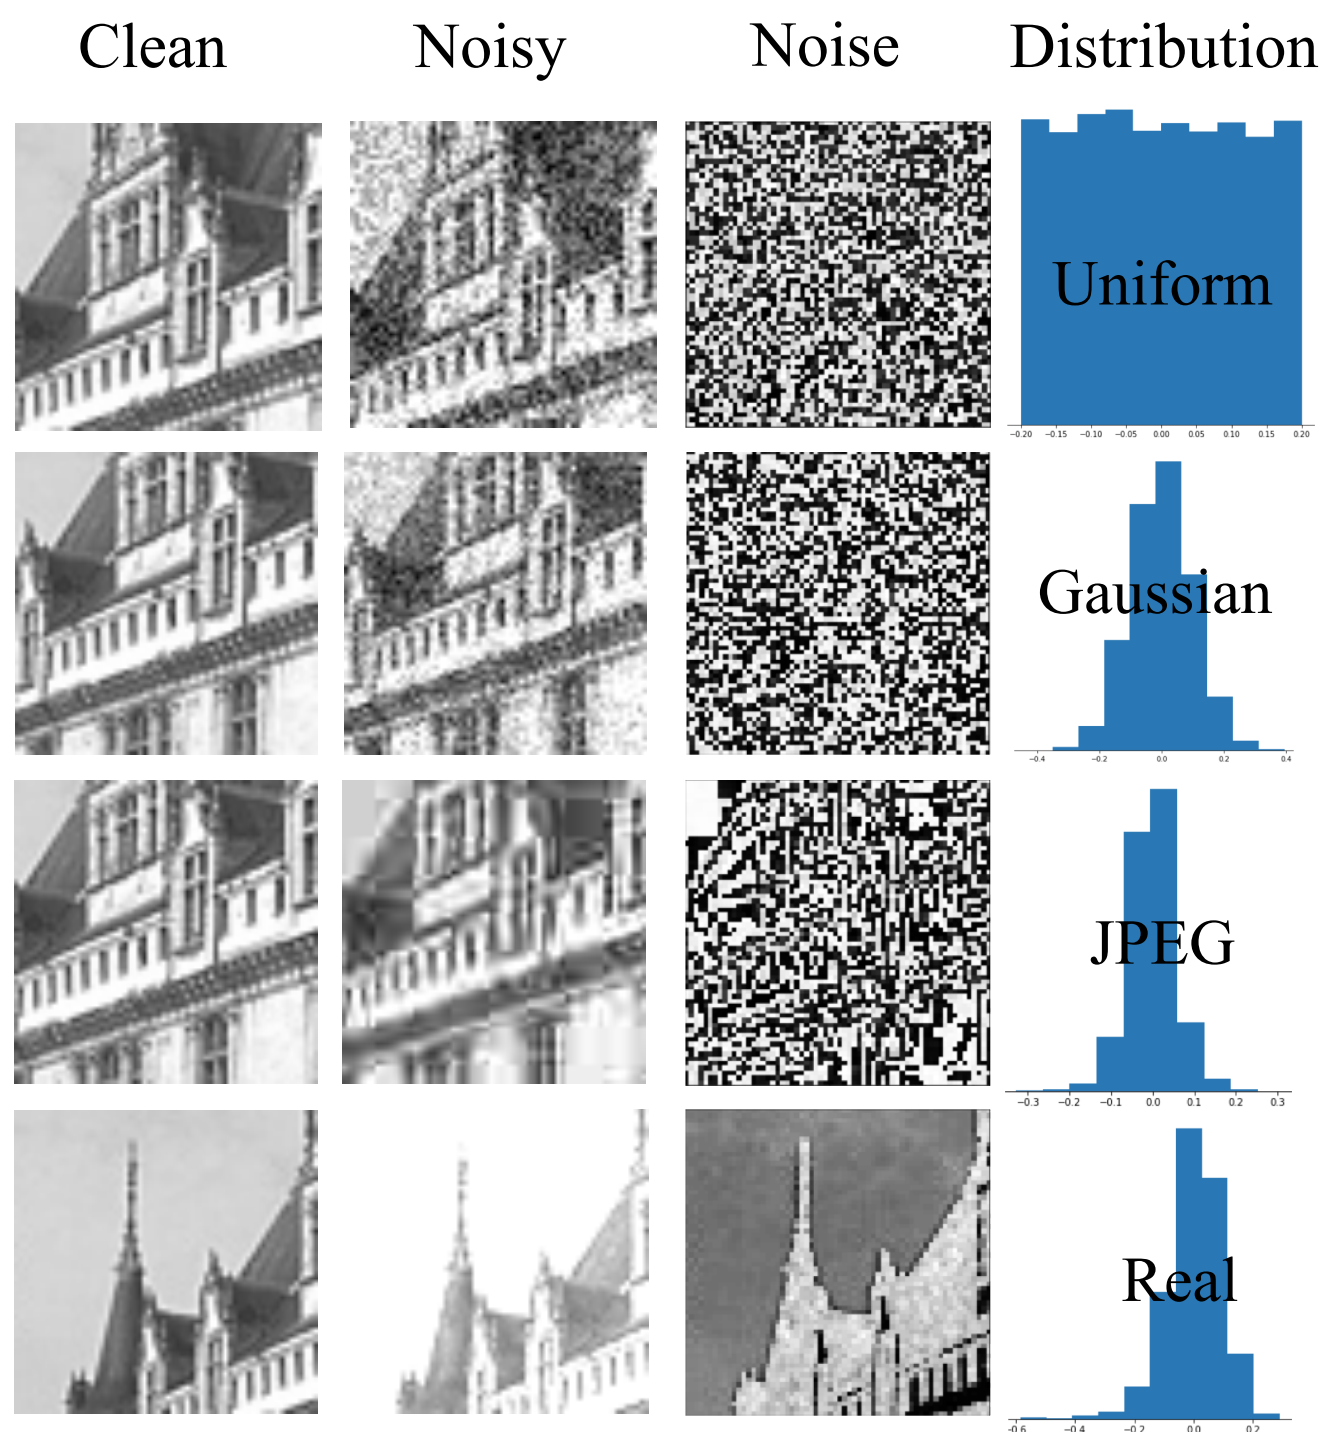 Clean Noisy Noise Distribution
Uniform
−0.20 −0.15 −0.10 −0.05 0.00 0.05 0.10 0.15 0.20
Gaussian
−0.4 −0.2 0.0 0.2 0.4
JPEG
−0.3 −0.2 −0.1 0.0 0.1 0.2 0.3
Real
−0.6 −0.4 −0.2 0.0 0.2